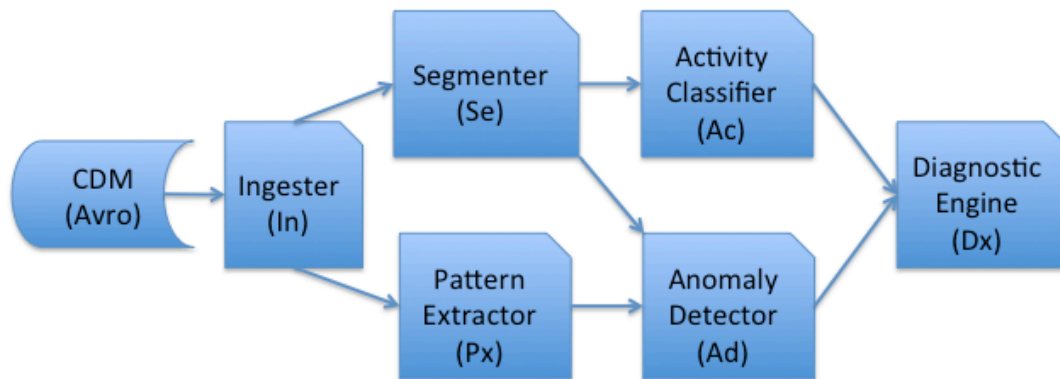 CDM
(Avro)
Ingester
(In)
Segmenter
(Se)
Pattern
Extractor
(Px)
Activity
Classifier
(Ac)
Anomaly
Detector
(Ad)
Diagnostic
Engine
(Dx)